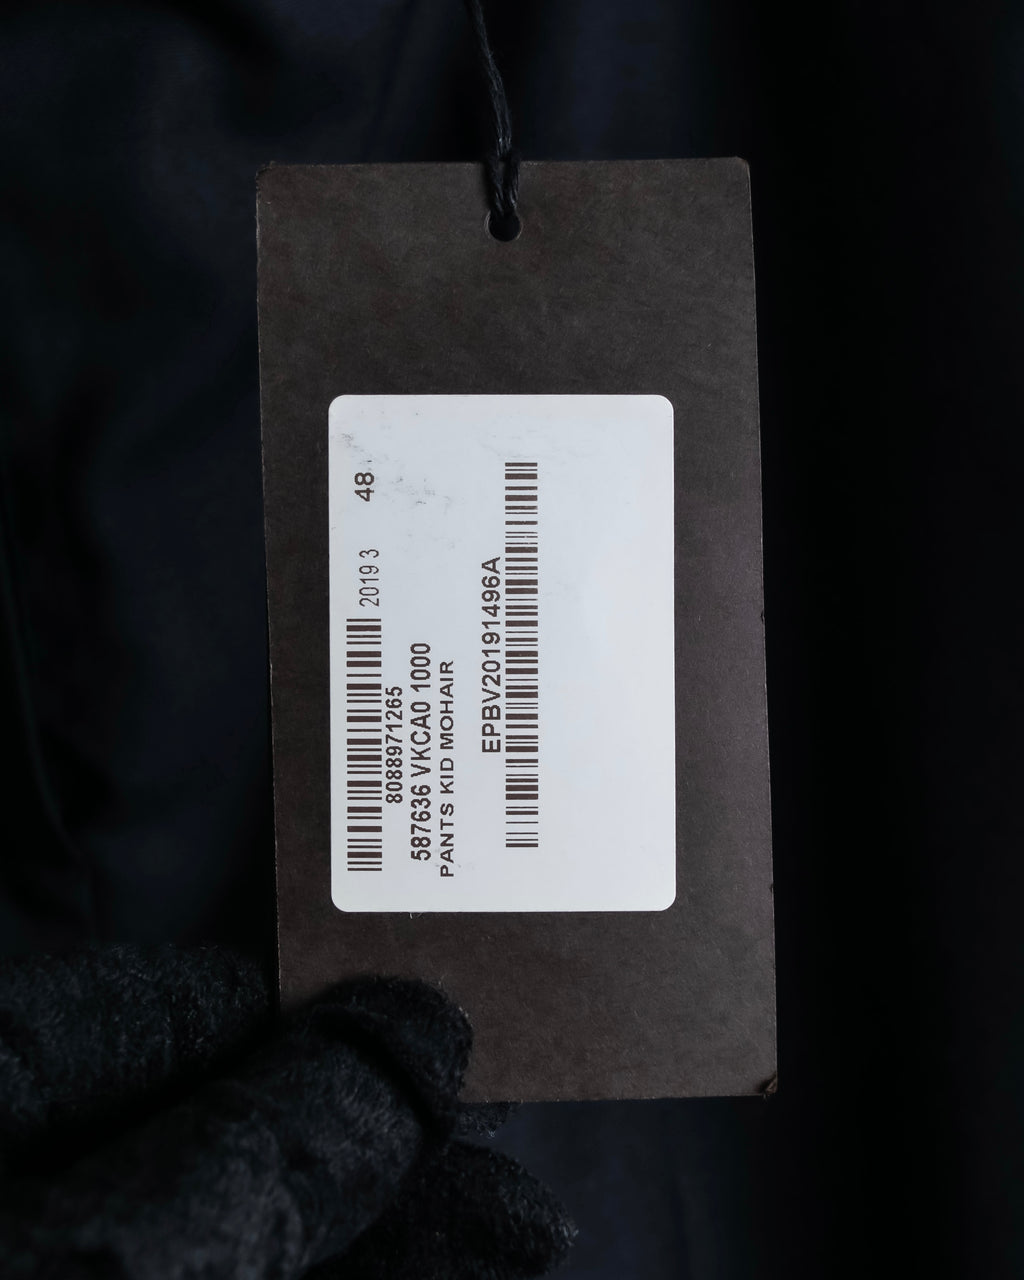 2019 3 48
8088971265
587636 VKCA0 1000
PANTS KID MOHAIR
EPBV20191496A